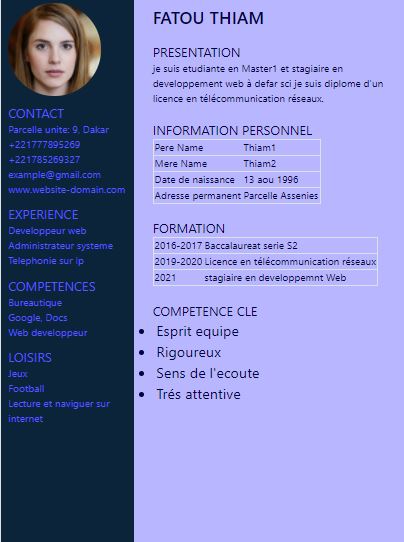 FATOU THIAM
PRESENTATION
je suis etudiante en Master1 et stagiaire en
developpement web à defar sci je suis diplome d'un
licence en télécommunication réseaux.
INFORMATION PERSONNEL
Pere Name Thiam1
Mere Name Thiam2
Date de naissance 13 aou 1996
Adresse permanent Parcelle Assenies
FORMATION
2016-2017 Baccalaureat serie S2
2019-2020 Licence en télécommunication réseaux
2021 stagiaire en developpemnt Web
COMPETENCE CLE
Esprit equipe
Rigoureux
Sens de l'ecoute
Trés attentive
CONTACT
Parcelle unite: 9, Dakar
+221777895269
+221785269327
example@gmail.com
www.website-domain.com
EXPERIENCE
Developpeur web
Administrateur systeme
Telephonie sur ip
COMPETENCES
Bureautique
Google, Docs
Web developpeur
LOISIRS
Jeux
Football
Lecture et naviguer sur
internet